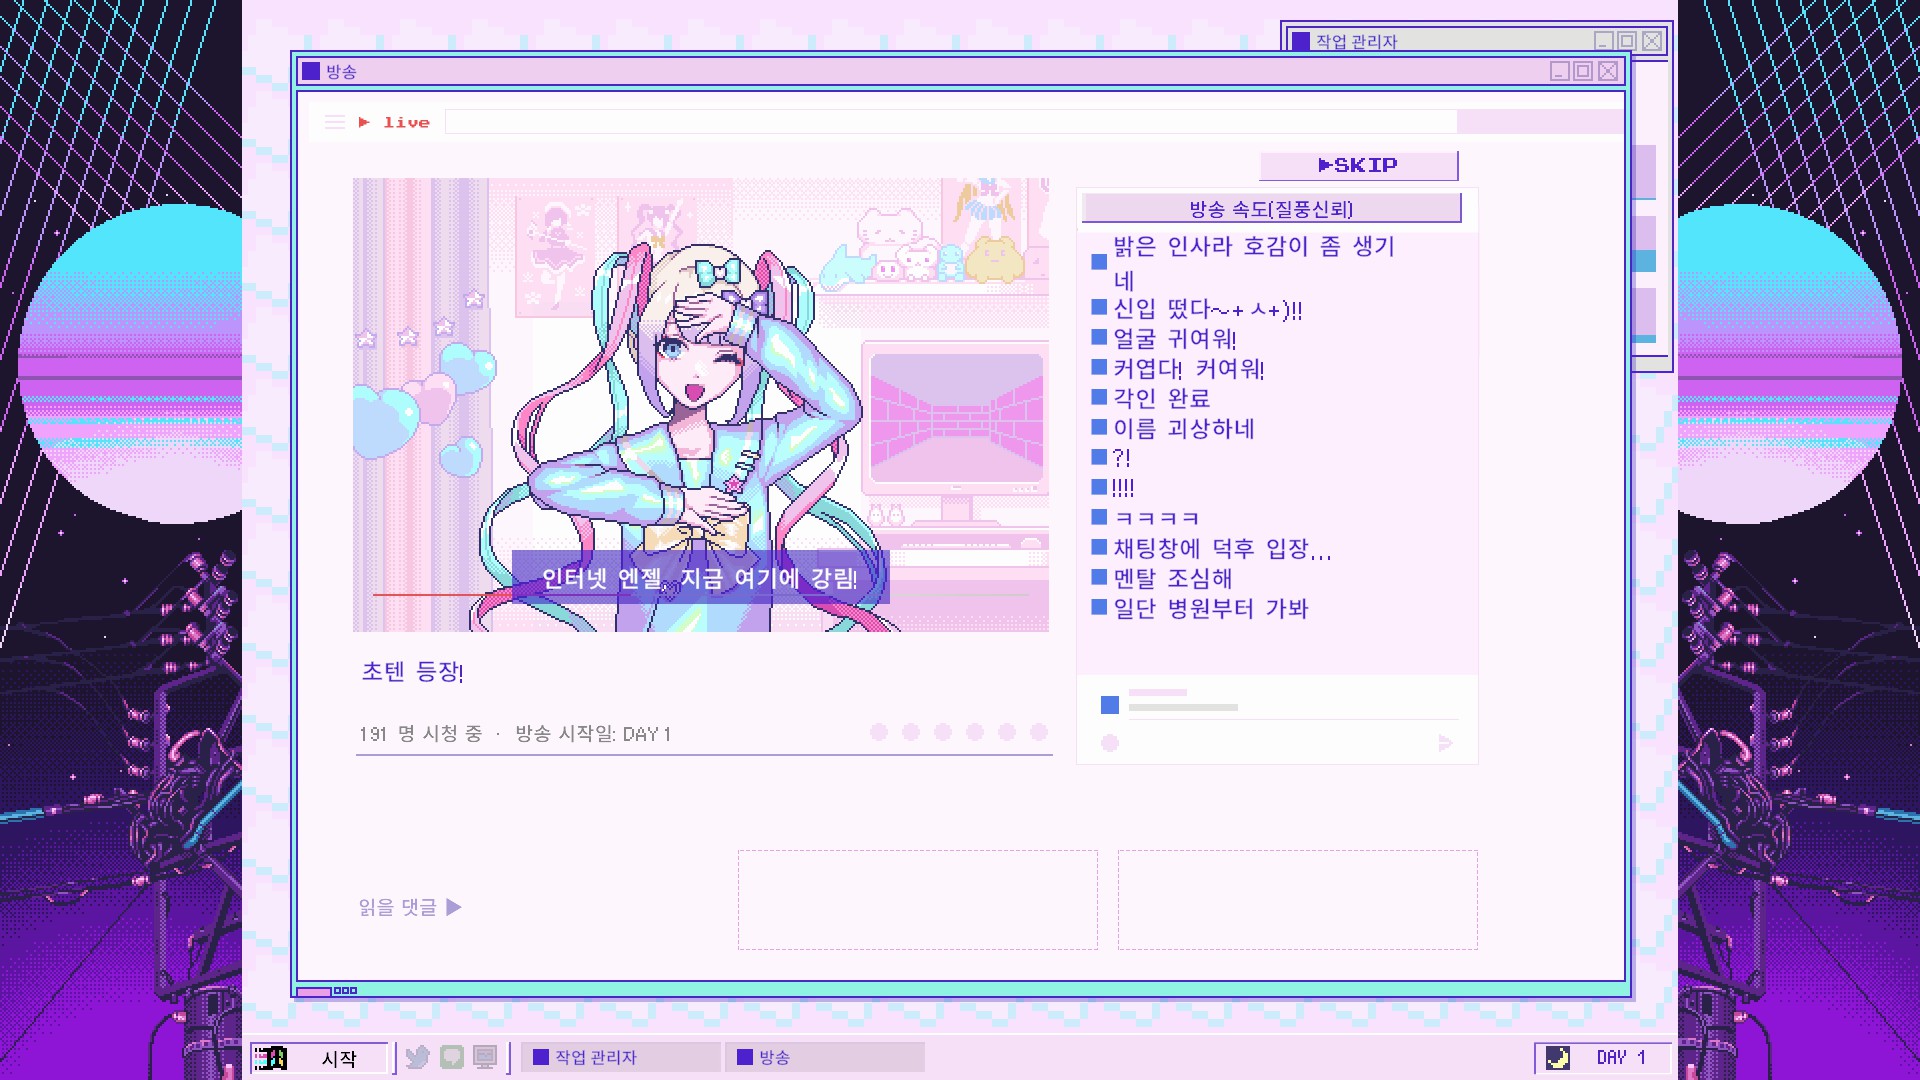 작업 관리자
방송
live
▶SKIP
방송 속도(질풍신뢰)
밝은 인사라 호감이 좀 생기
네
신입 떴다~+ㅅ+)!!
얼굴 귀여워!
커엽다! 커여워!
각인 완료
이름 괴상하네
?!
!!!!
ㅋㅋㅋㅋ
채팅창에 덕후 입장...
멘탈 조심해
일단 병원부터 가봐
인터넷 엔젤, 지금 여기에 강림!
초텐 등장!
191 명 시청 중 · 방송 시작일: DAY 1
읽을 댓글 ▶
시작
작업 관리자
방송
DAY 1